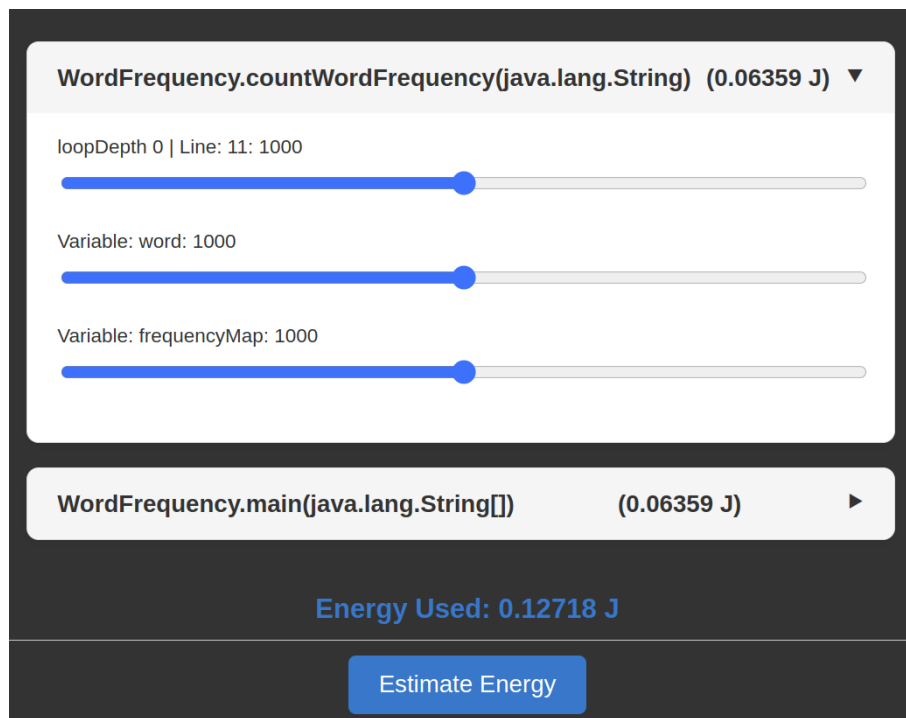 WordFrequency.countWordFrequency(java.lang.String) (0.06359 J) ▼
loopDepth 0 | Line: 11: 1000
Variable: word: 1000
Variable: frequencyMap: 1000
WordFrequency.main(java.lang.String[]) (0.06359 J) ▶
Energy Used: 0.12718 J
Estimate Energy